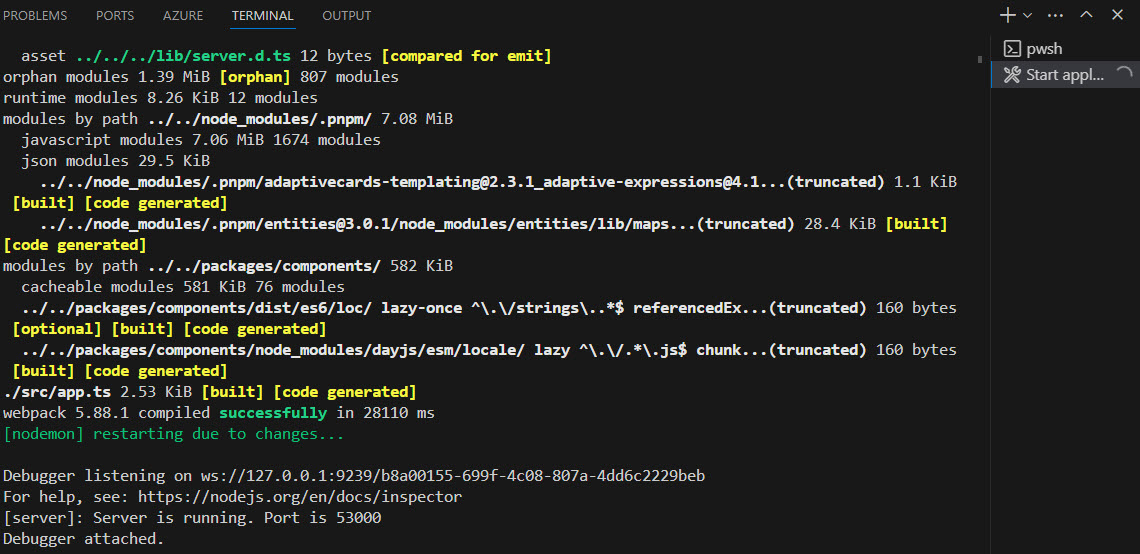 PROBLEMS PORTS AZURE TERMINAL OUTPUT
asset ../../../lib/server.d.ts 12 bytes [compared for emit]
orphan modules 1.39 MiB [orphan] 807 modules
runtime modules 8.26 KiB 12 modules
modules by path ../../node_modules/.pnpm/ 7.08 MiB
javascript modules 7.06 MiB 1674 modules
json modules 29.5 KiB
../../node_modules/.pnpm/adaptivecards-templating@2.3.1_adaptive-expressions@4.1...(truncated) 1.1 KiB
[built] [code generated]
../../node_modules/.pnpm/entities@3.0.1/node_modules/entities/lib/maps...(truncated) 28.4 KiB [built]
[code generated]
modules by path ../../packages/components/ 582 KiB
cacheable modules 581 KiB 76 modules
../../packages/components/dist/es6/loc/ lazy-once ^\.\/strings\..*$ referencedEx...(truncated) 160 bytes
[optional] [built] [code generated]
../../packages/components/node_modules/dayjs/esm/locale/ lazy ^\.\/.*\.js$ chunk...(truncated) 160 bytes
[built] [code generated]
./src/app.ts 2.53 KiB [built] [code generated]
webpack 5.88.1 compiled successfully in 28110 ms
[nodemon] restarting due to changes...
Debugger listening on ws://127.0.0.1:9239/b8a00155-699f-4c08-807a-4dd6c2229beb
For help, see: https://nodejs.org/en/docs/inspector
[server]: Server is running. Port is 53000
Debugger attached.
pwsh
Start appl...